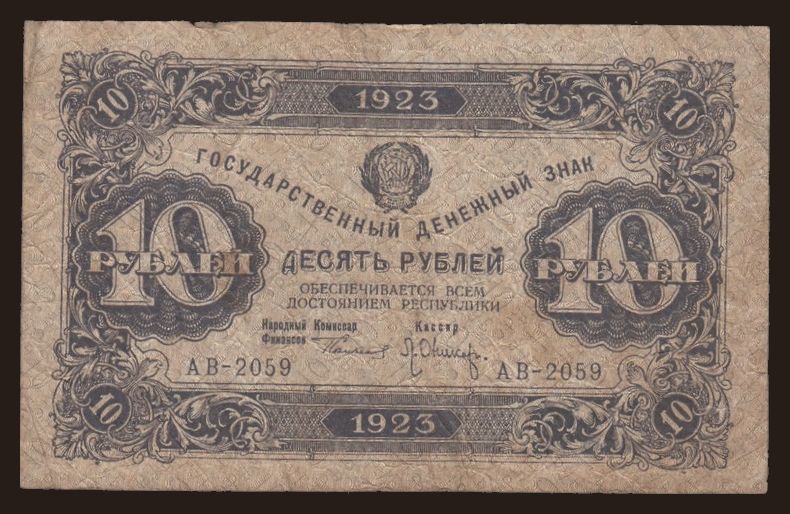 1923
10 10
ГОСУДАРСТВЕННЫЙ ДЕНЕЖНЫЙ ЗНАК
10 РУБЛЕЙ
10 РУБЛЕЙ
ДЕСЯТЬ РУБЛЕЙ
ОБЕСПЕЧИВАЕТСЯ ВСЕМ
ДОСТОЯНИЕМ РЕСПУБЛИКИ
Народный Комиссар
Финансов
Кассир
АВ-2059 АВ-2059
10 10
1923